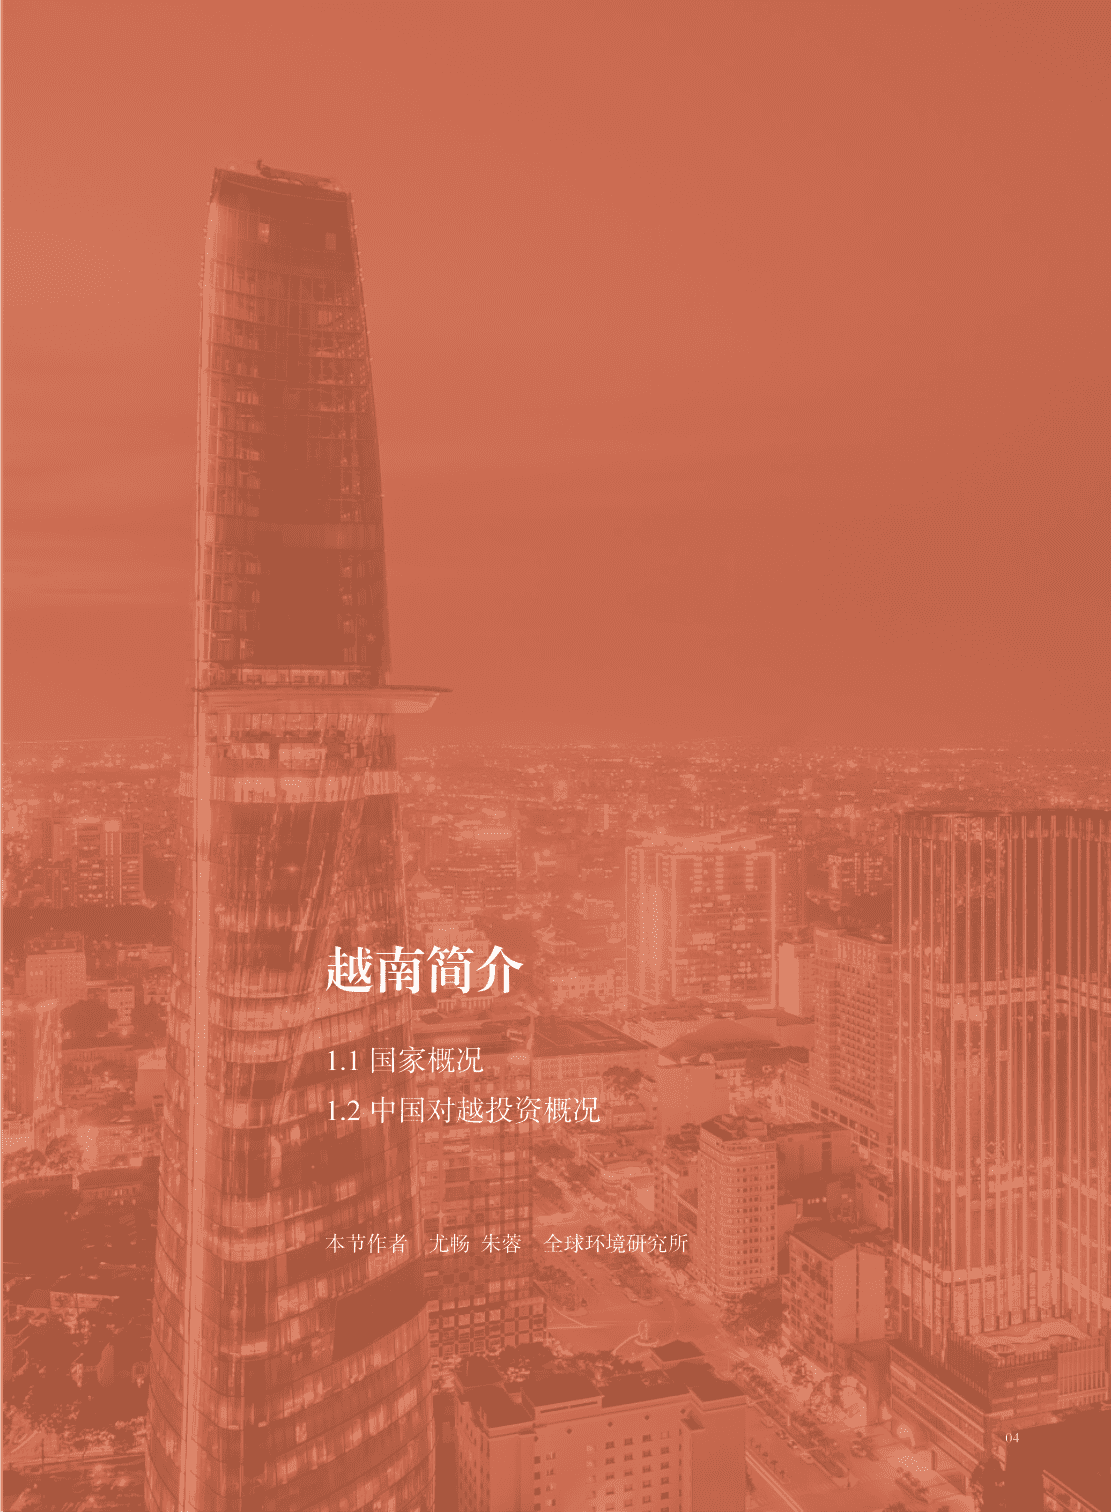 越南简介
1.1 国家概况
1.2 中国对越投资概况
本节作者 尤畅 朱蓉 全球环境研究所
04